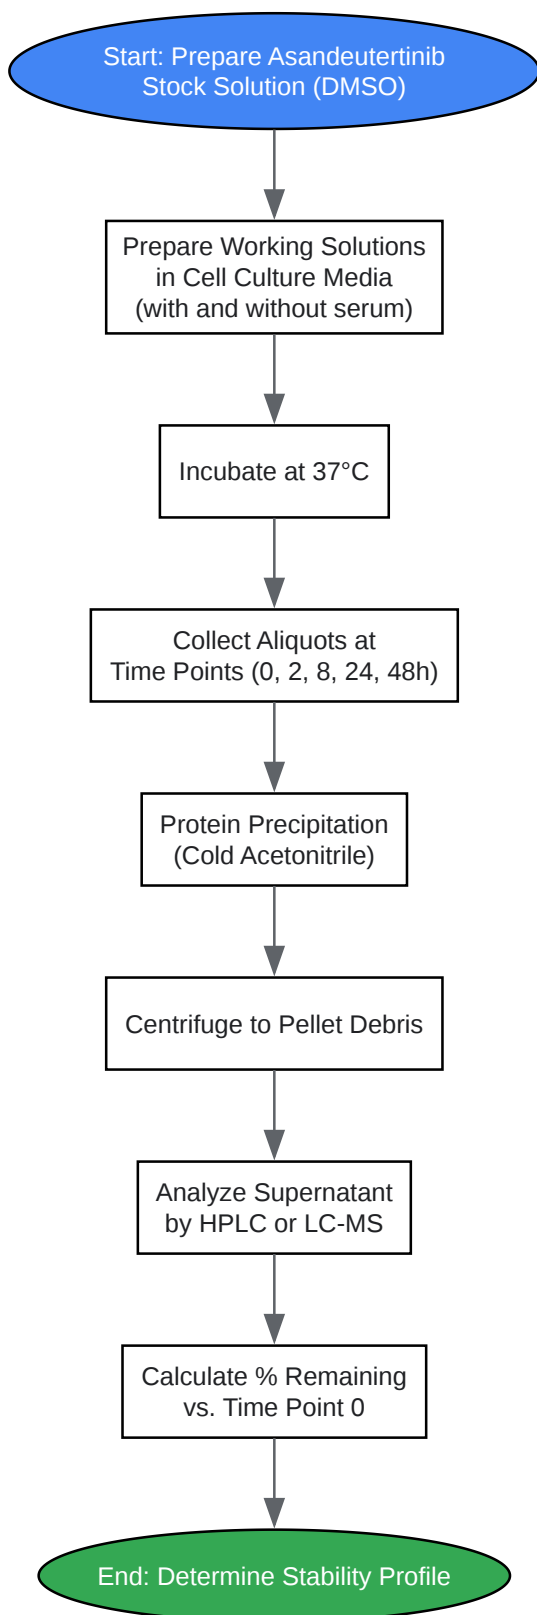 Start: Prepare Asandeutertinib
Stock Solution (DMSO)
Prepare Working Solutions
in Cell Culture Media
(with and without serum)
Incubate at 37°C
Collect Aliquots at
Time Points (0, 2, 8, 24, 48h)
Protein Precipitation
(Cold Acetonitrile)
Centrifuge to Pellet Debris
Analyze Supernatant
by HPLC or LC-MS
Calculate % Remaining
vs. Time Point 0
End: Determine Stability Profile